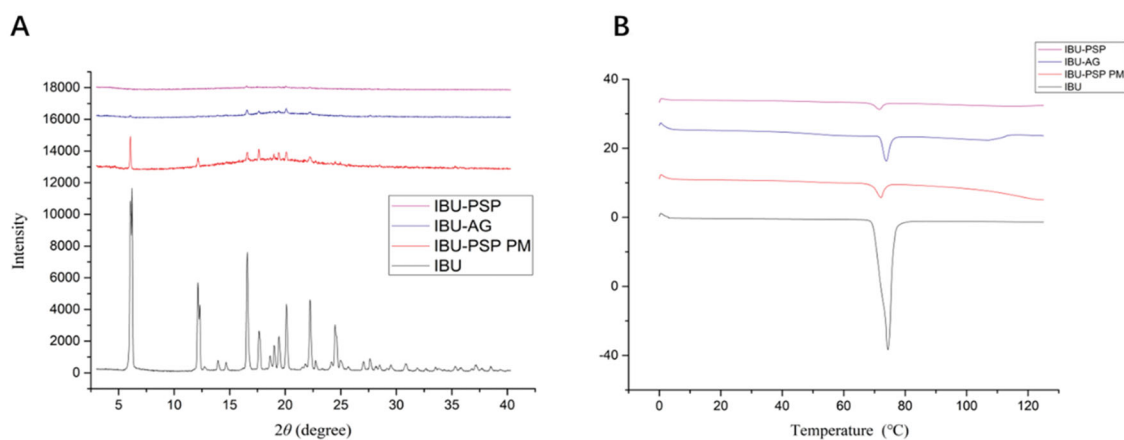 A
18000
16000
14000
12000
10000
8000
6000
4000
2000
0
Intensity
5 10 15 20 25 30 35 40
2θ (degree)
IBU-PSP
IBU-AG
IBU-PSP PM
IBU
B
IBU-PSP
IBU-AG
IBU-PSP PM
IBU
40
20
0
0
-40
0 20 40 60 80 100 120
Temperature (℃)